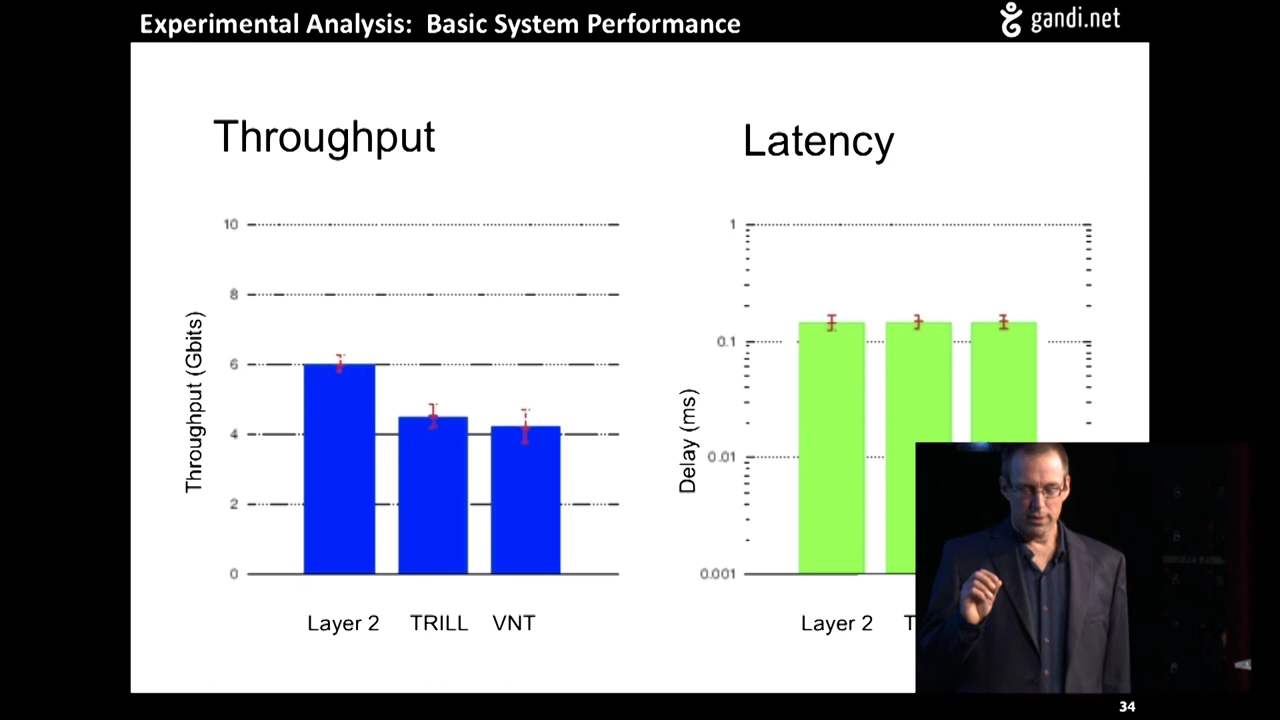 Experimental Analysis: Basic System Performance
gandi.net
Throughput
Latency
10
8
6
4
2
0
Throughput (Gbits)
Layer 2 TRILL VNT
1
0.1
0.01
0.001
Delay (ms)
Layer 2 T
34